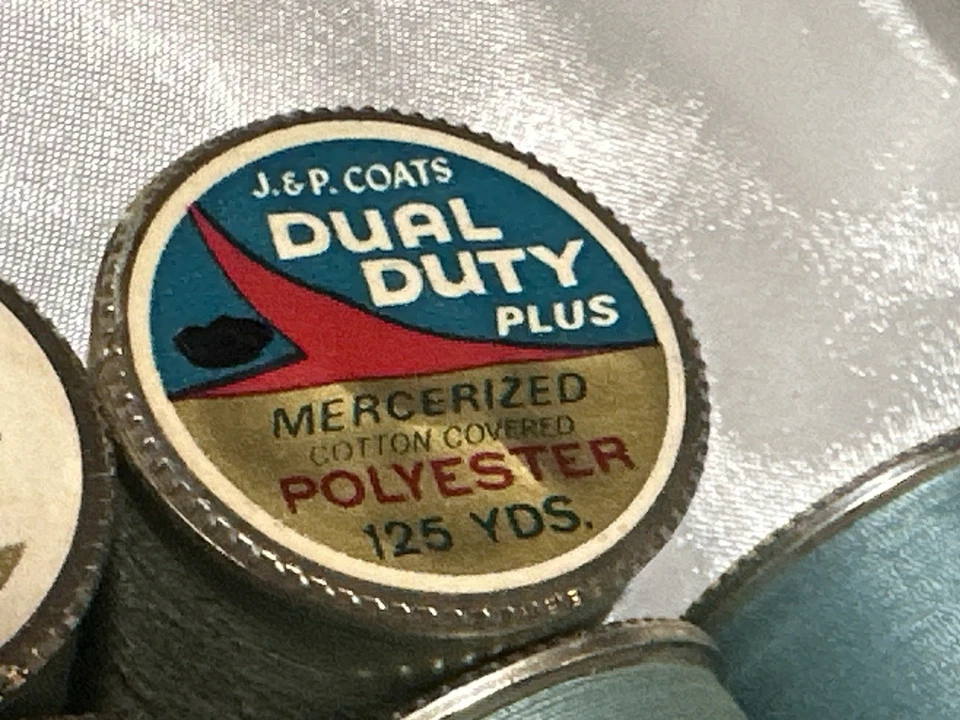 J. & P. COATS
DUAL
DUTY
PLUS
MERCERIZED
COTTON COVERED
POLYESTER
125 YDS.